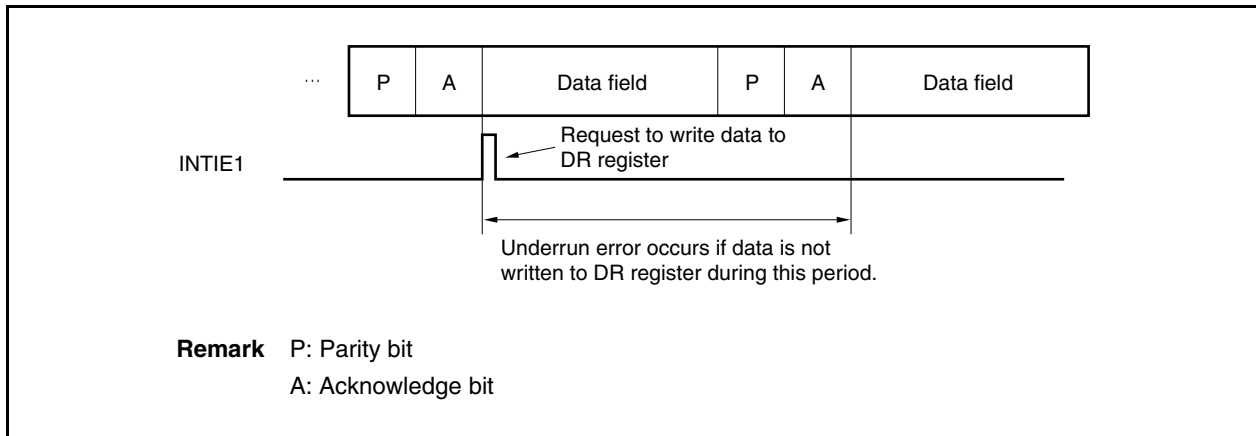 ... P A Data field P A Data field
Request to write data to
DR register
INTIE1
Underrun error occurs if data is not
written to DR register during this period.
Remark P: Parity bit
A: Acknowledge bit